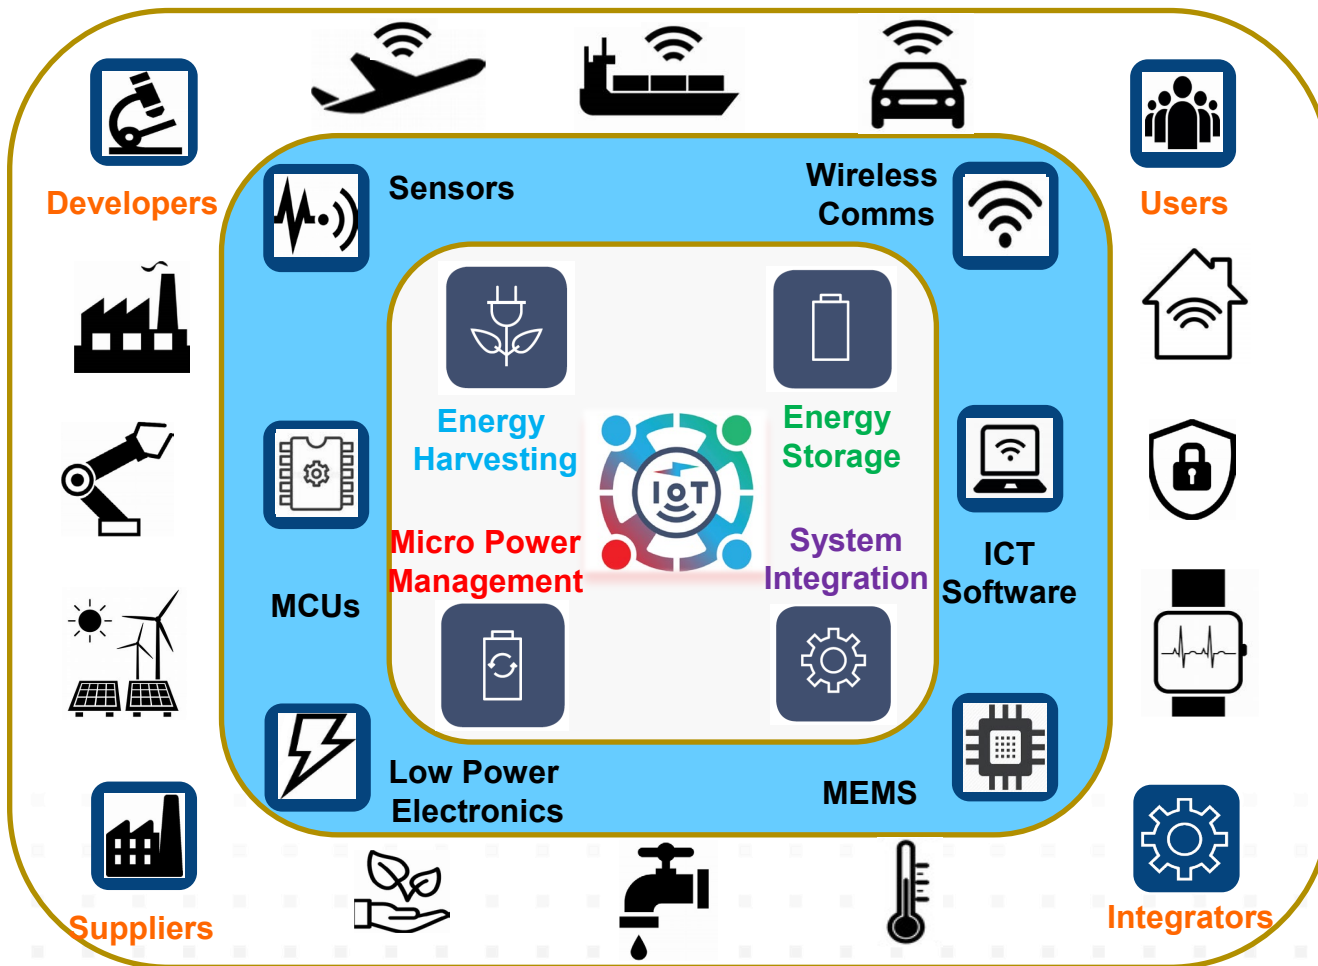 Developers
Users
Sensors
Wireless
Comms
Energy
Harvesting
Energy
Storage
IoT
Micro Power
Management
System
Integration
MCUs
ICT
Software
Low Power
Electronics
MEMS
Suppliers
Integrators